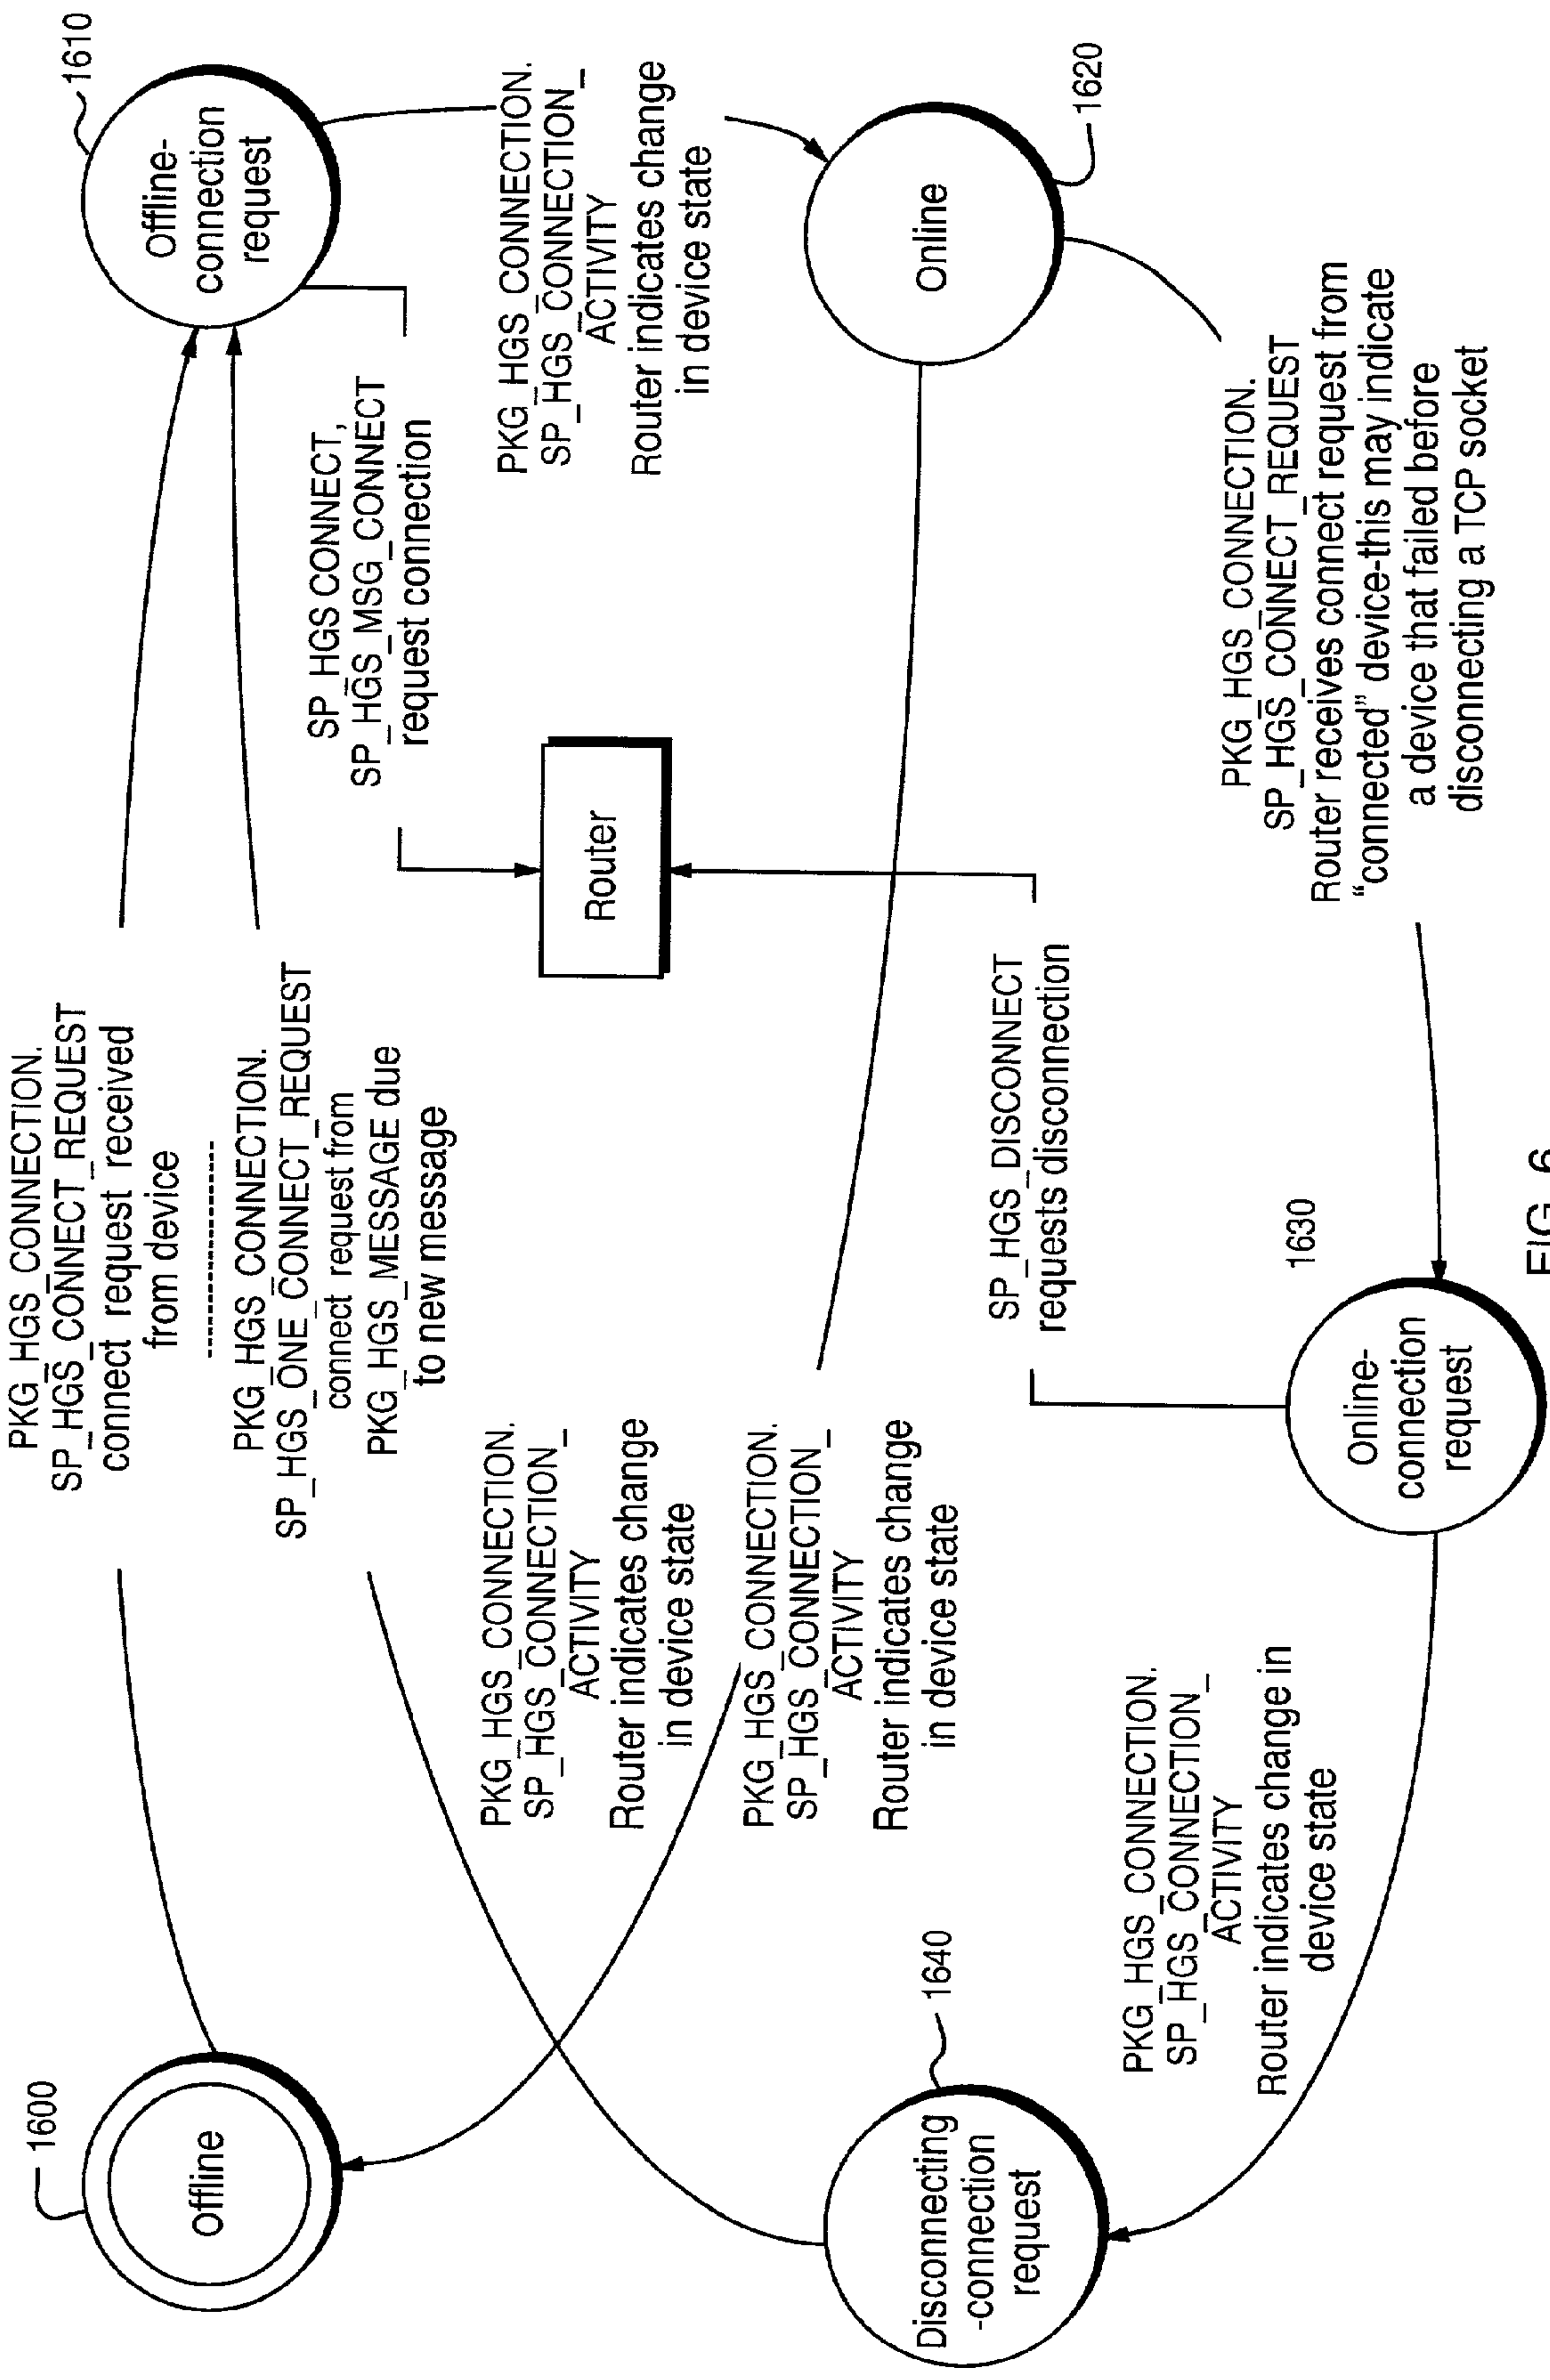 1600
Offline
PKG_HGS_CONNECTION.
SP_HGS_CONNECT_REQUEST
connect request received
from device
PKG_HGS_CONNECTION.
SP_HGS_ONE_CONNECT_REQUEST
connect request from
PKG_HGS_MESSAGE due
to new message
1610
Offline-
connection
request
SP_HGS_CONNECT,
SP_HGS_MSG_CONNECT
request connection
PKG_HGS_CONNECTION.
SP_HGS_CONNECTION_
ACTIVITY
Router indicates change
in device state
Router
PKG_HGS_CONNECTION.
SP_HGS_CONNECTION_
ACTIVITY
Router indicates change
in device state
PKG_HGS_CONNECTION.
SP_HGS_CONNECTION_
ACTIVITY
Router indicates change
in device state
1640
Disconnecting
-connection
request
SP_HGS_DISCONNECT
requests disconnection
Online
1620
PKG_HGS_CONNECTION.
SP_HGS_CONNECTION_
ACTIVITY
Router indicates change in
device state
1630
Online-
connection
request
PKG_HGS_CONNECTION.
SP_HGS_CONNECT_REQUEST
Router receives connect request from
“connected” device-this may indicate
a device that failed before
disconnecting a TCP socket
FIG. 6